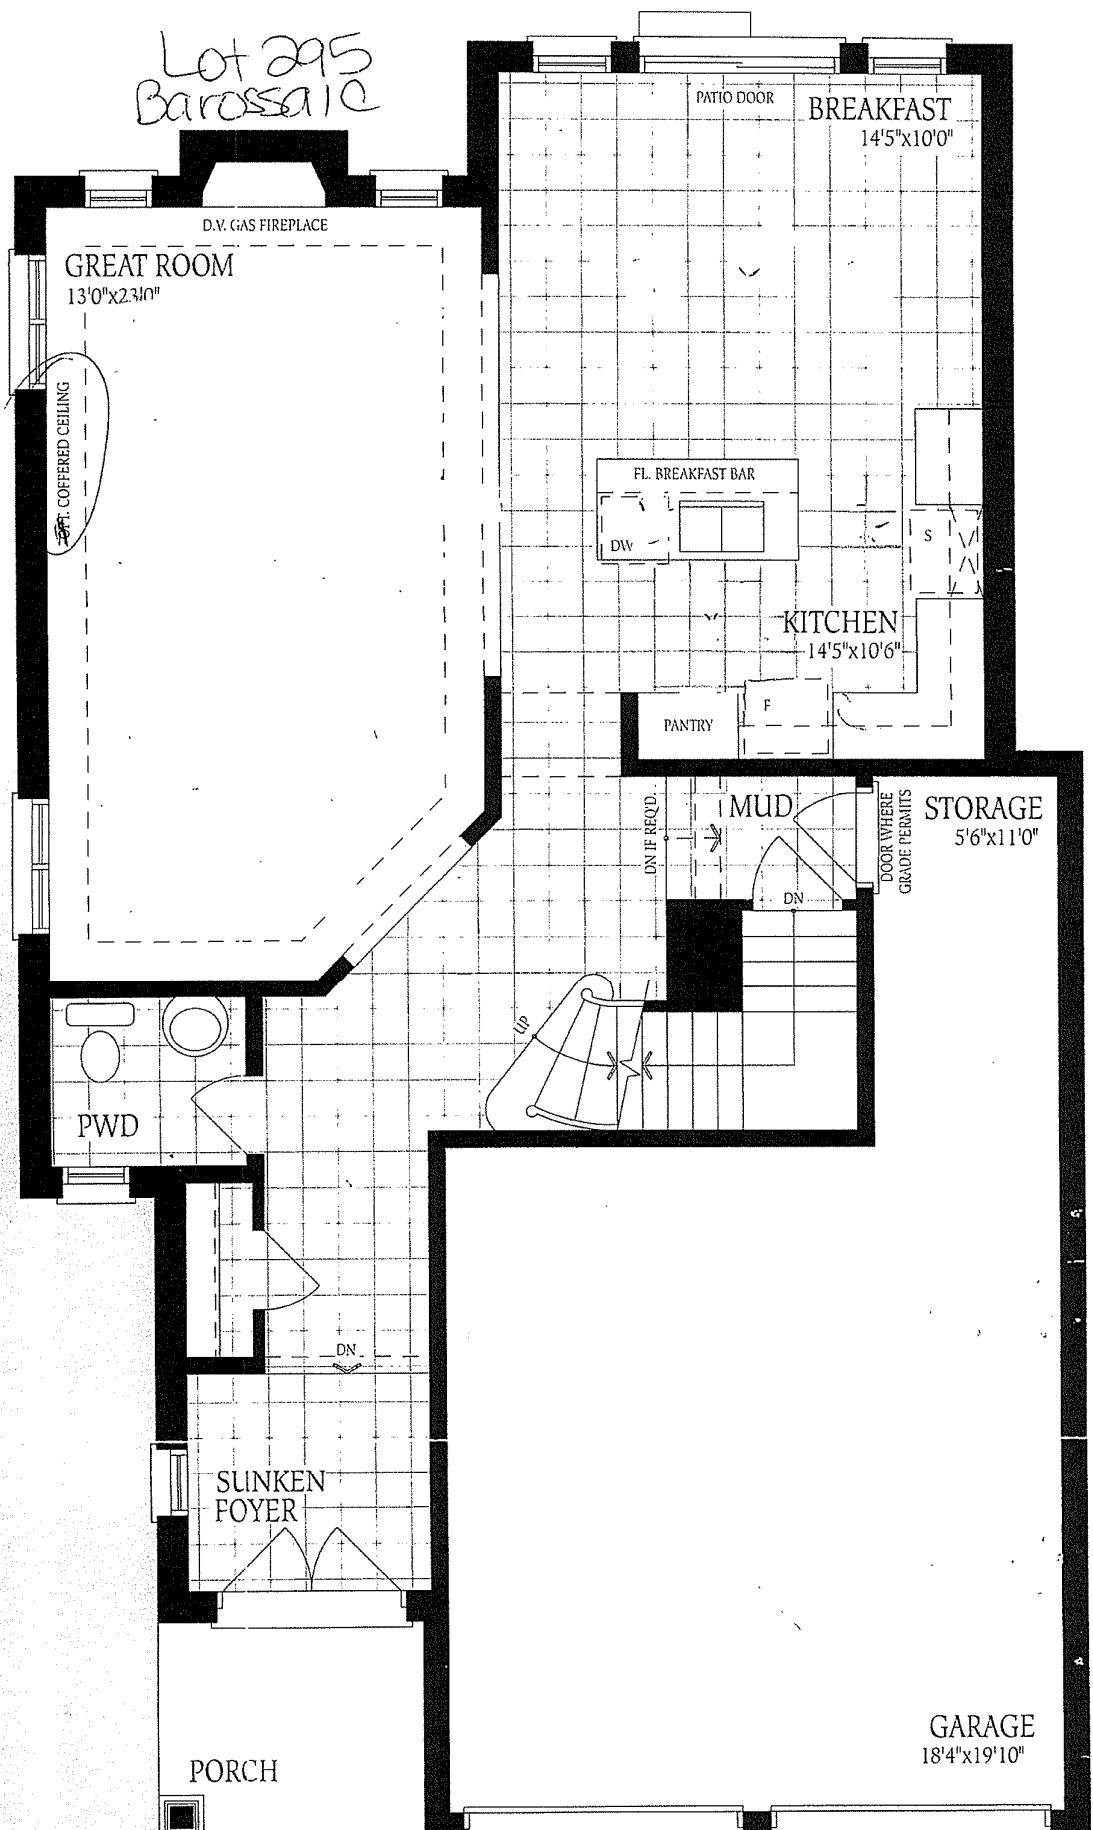 Lot 295
Barossa 1C
PATIO DOOR
BREAKFAST
14'5"x10'0"
D.V. GAS FIREPLACE
GREAT ROOM
13'0"x23'0"
FT. COFFERED CEILING
FL. BREAKFAST BAR
DW
S
KITCHEN
14'5"x10'6"
PANTRY
F
DN IF REQ'D.
MUD
DOOR WHERE
GRADE PERMITS
STORAGE
5'6"x11'0"
DN
UP
PWD
DN
SUNKEN
FOYER
PORCH
GARAGE
18'4"x19'10"